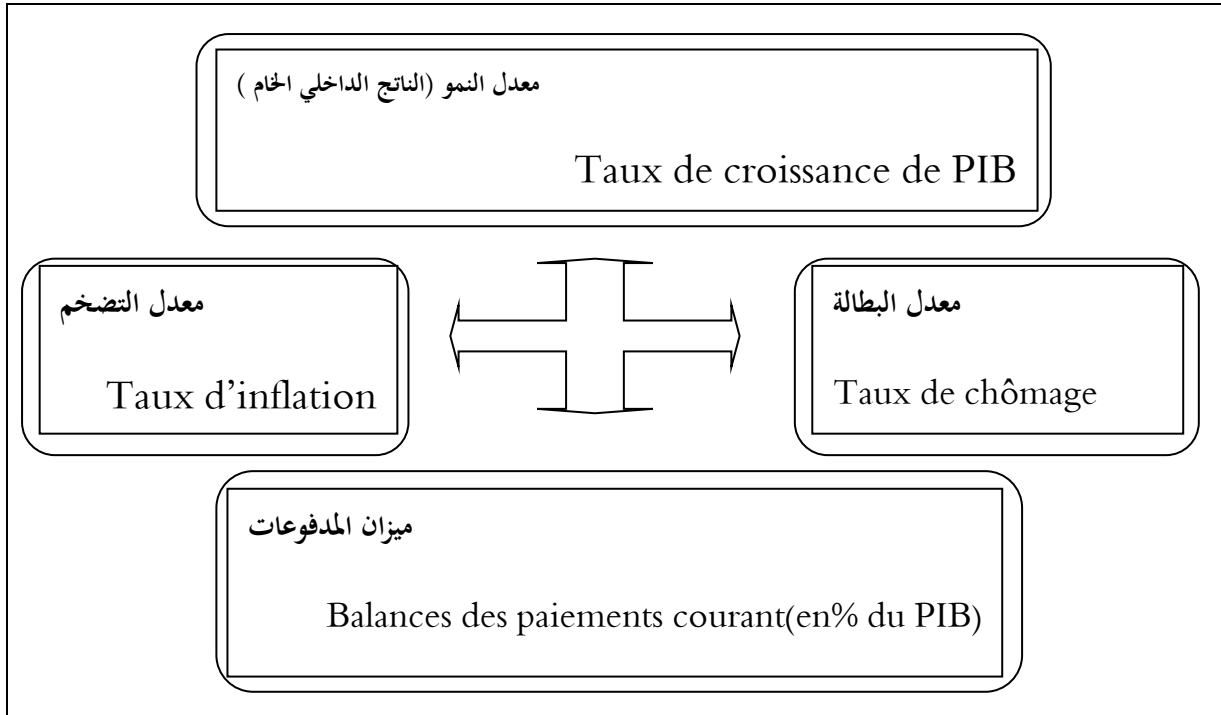 معدل النمو (الناتج الداخلي الخام )
Taux de croissance de PIB
معدل التضخم
Taux d’inflation
معدل البطالة
Taux de chômage
ميزان المدفوعات
Balances des paiements courant(en% du PIB)